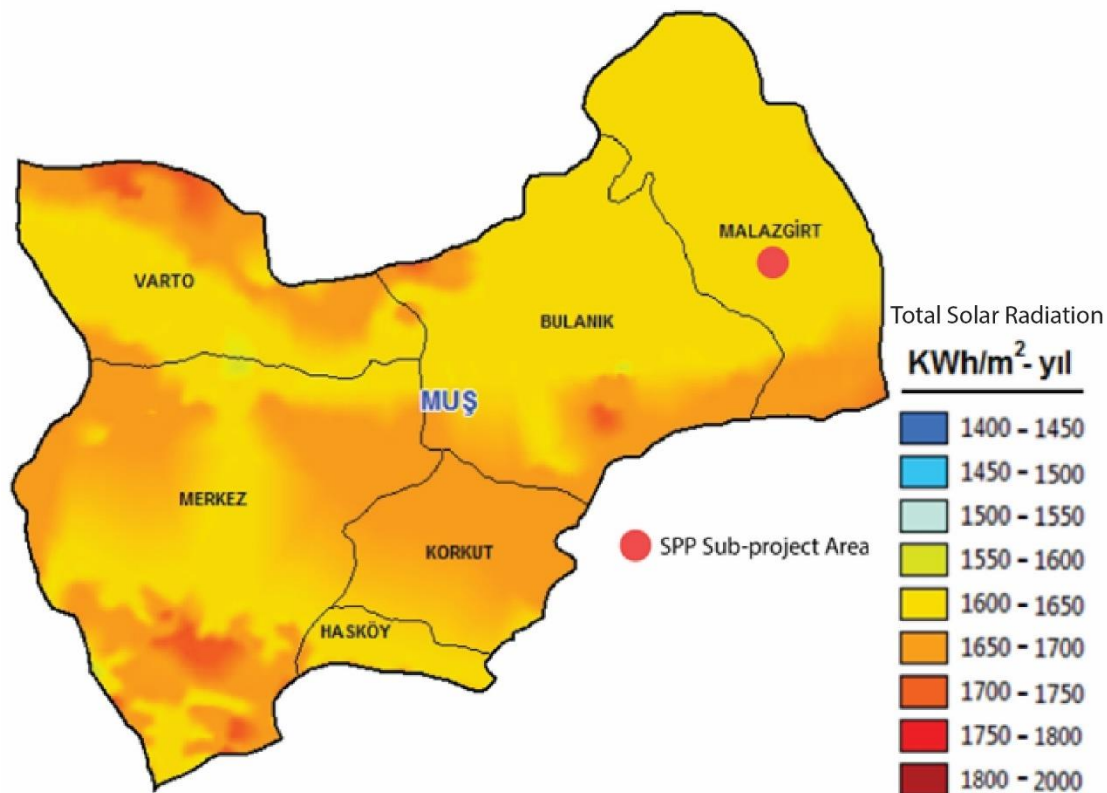 MALAZGİRT
VARTO
BULANIK
MUŞ
MERKEZ
KORKUT
HASKÖY
SPP Sub-project Area
Total Solar Radiation
KWh/m²- yıl
1400 - 1450
1450 - 1500
1500 - 1550
1550 - 1600
1600 - 1650
1650 - 1700
1700 - 1750
1750 - 1800
1800 - 2000